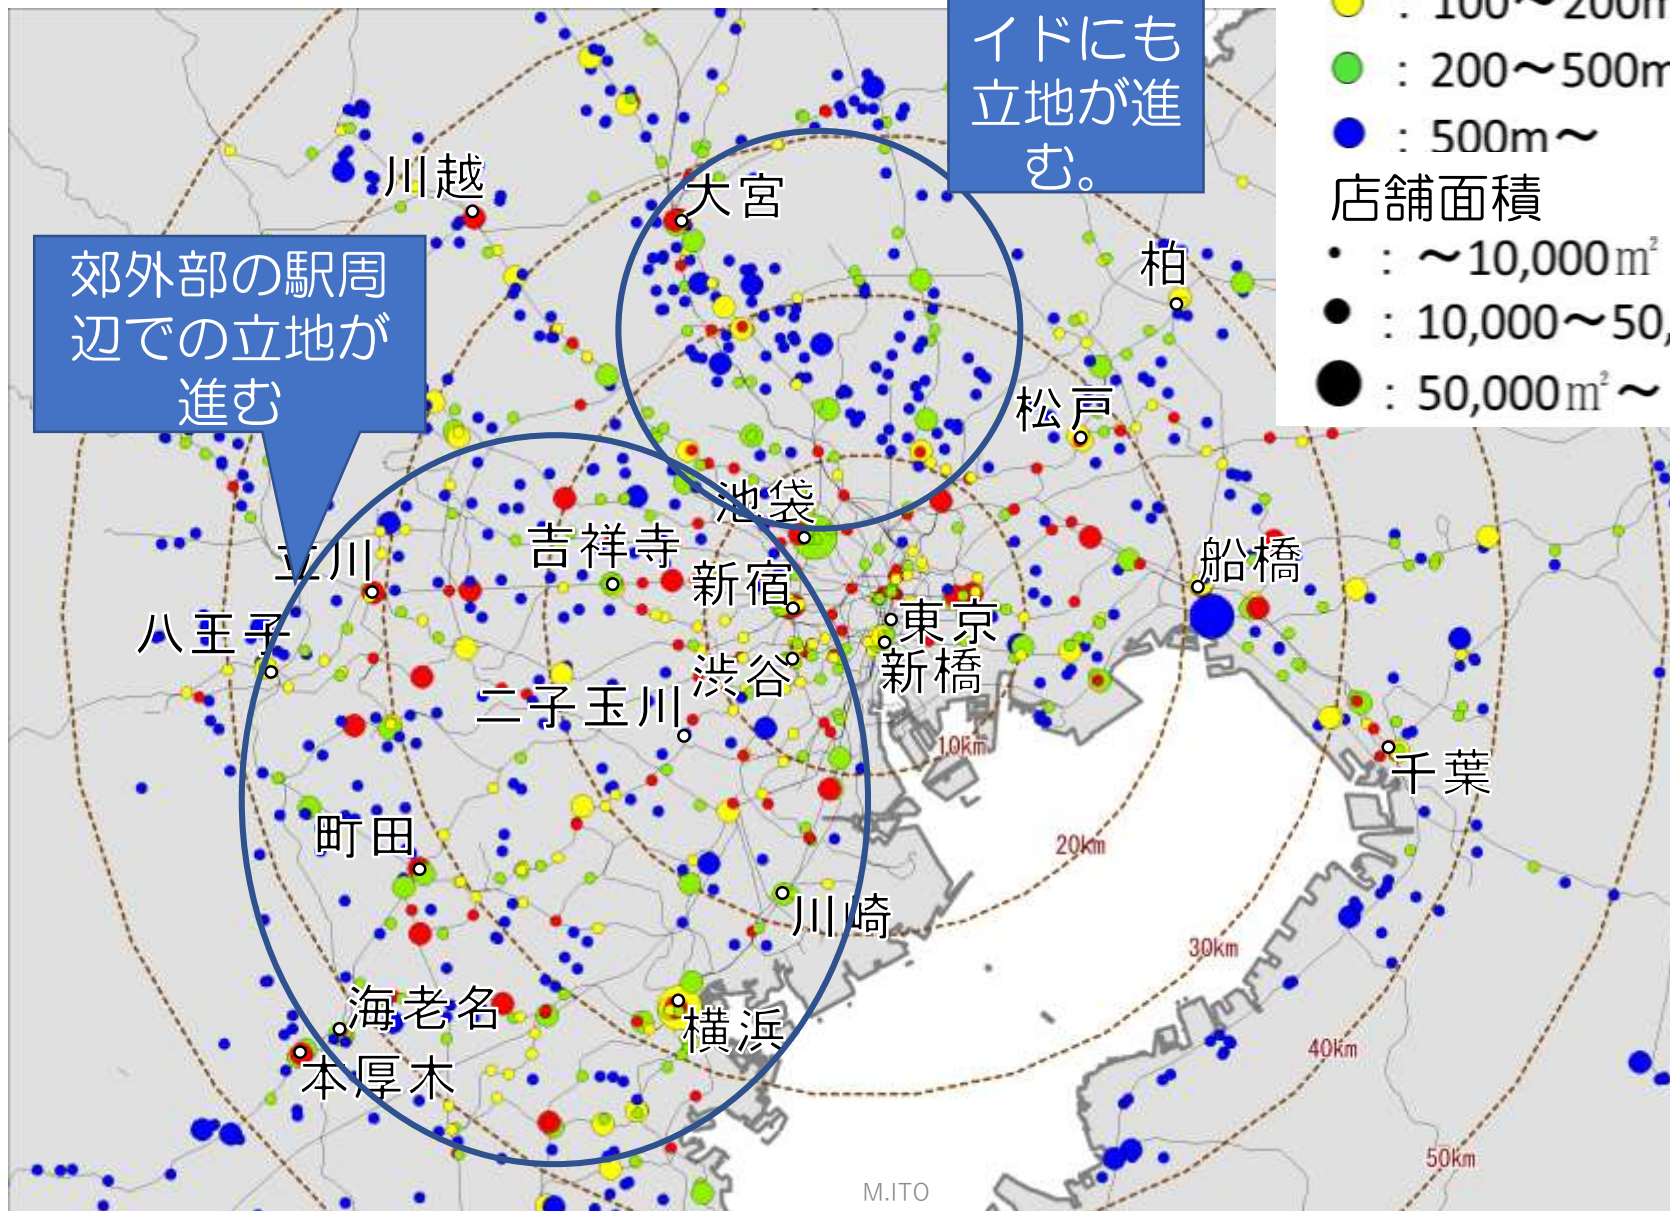 イドにも
立地が進
む。
: 100～200m
: 200～500m
: 500m～
店舗面積
: ～10,000㎡
: 10,000～50,
: 50,000㎡～
郊外部の駅周
辺での立地が
進む
川越
大宮
柏
松戸
池袋
吉祥寺
立川
新宿
船橋
八王子
東京
渋谷
新橋
二子玉川
10km
千葉
町田
20km
川崎
30km
海老名
横浜
40km
本厚木
50km
M.ITO